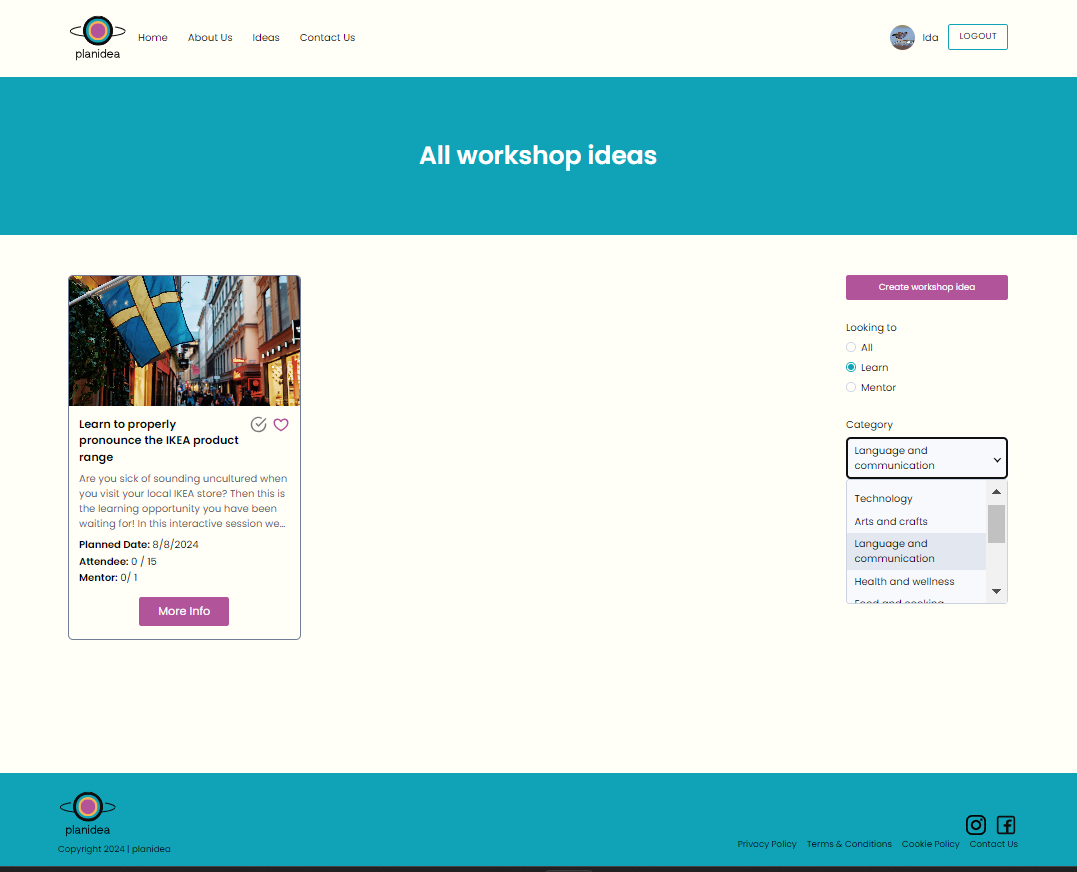 planidea
Home
About Us
Ideas
Contact Us
Ida
LOGOUT
All workshop ideas
Learn to properly
pronounce the IKEA product
range
Are you sick of sounding uncultured when
you visit your local IKEA store? Then this is
the learning opportunity you have been
waiting for! In this interactive session we...
Planned Date: 8/8/2024
Attendee: 0 / 15
Mentor: 0/ 1
More Info
Create workshop idea
Looking to
All
Learn
Mentor
Category
Language and
communication
Technology
Arts and crafts
Language and
communication
Health and wellness
Food and cooking
planidea
Copyright 2024 | planidea
Privacy Policy
Terms & Conditions
Cookie Policy
Contact Us